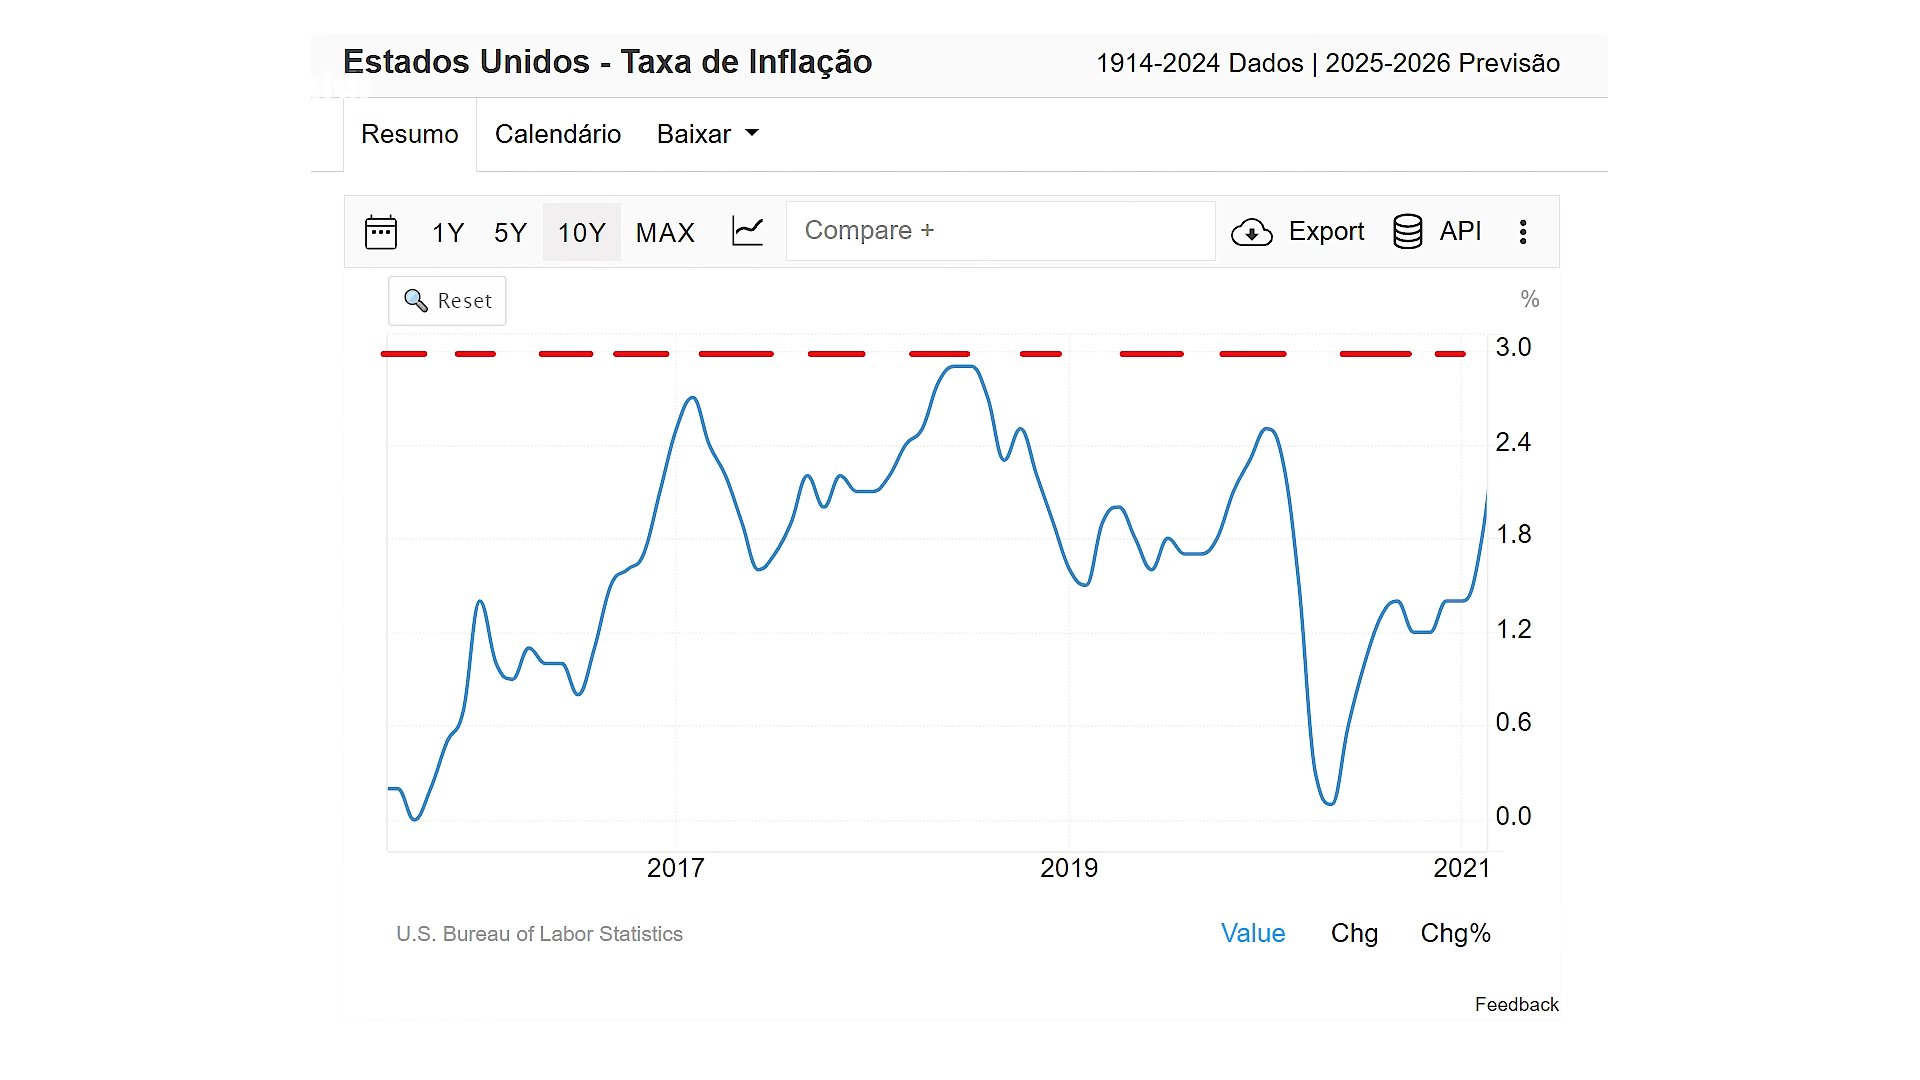 Estados Unidos - Taxa de Inflação
1914-2024 Dados | 2025-2026 Previsão
Resumo Calendário Baixar
1Y 5Y 10Y MAX Compare + Export API
Reset
%
3.0
2.4
1.8
1.2
0.6
0.0
2017 2019 2021
U.S. Bureau of Labor Statistics
Value Chg Chg%
Feedback